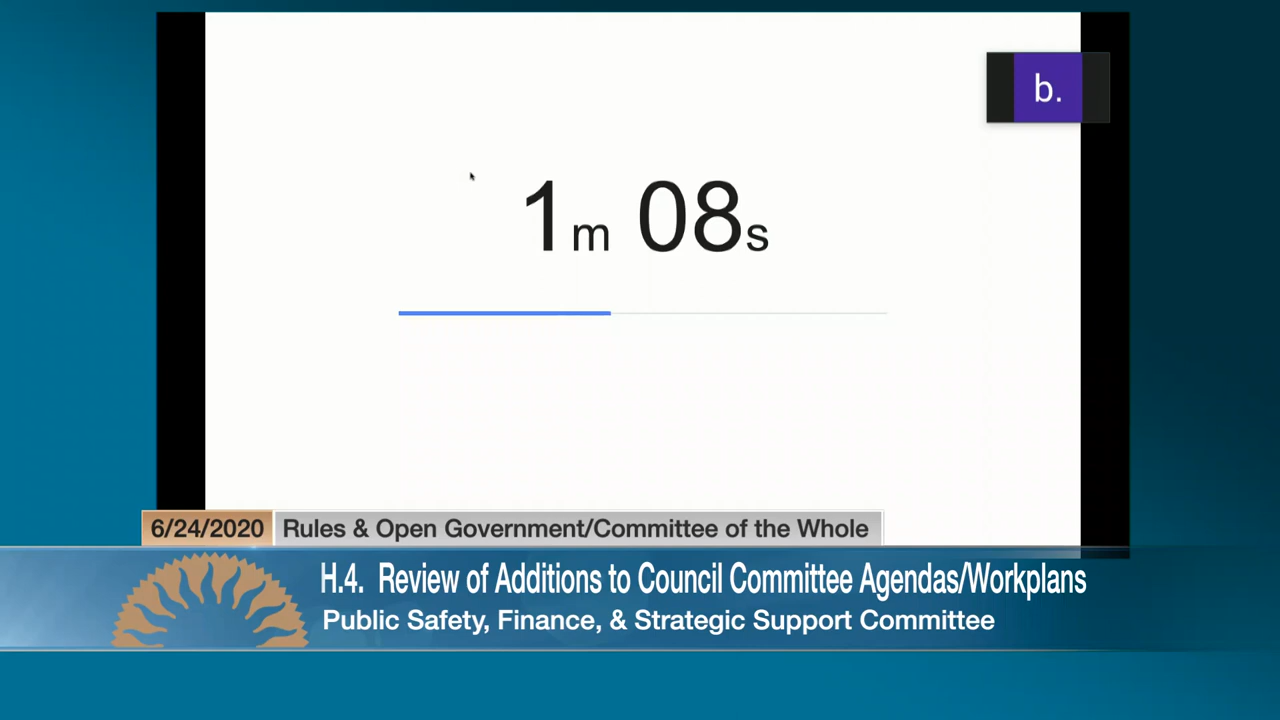 b.
1m 08s
6/24/2020 Rules & Open Government/Committee of the Whole
H.4. Review of Additions to Council Committee Agendas/Workplans
Public Safety, Finance, & Strategic Support Committee